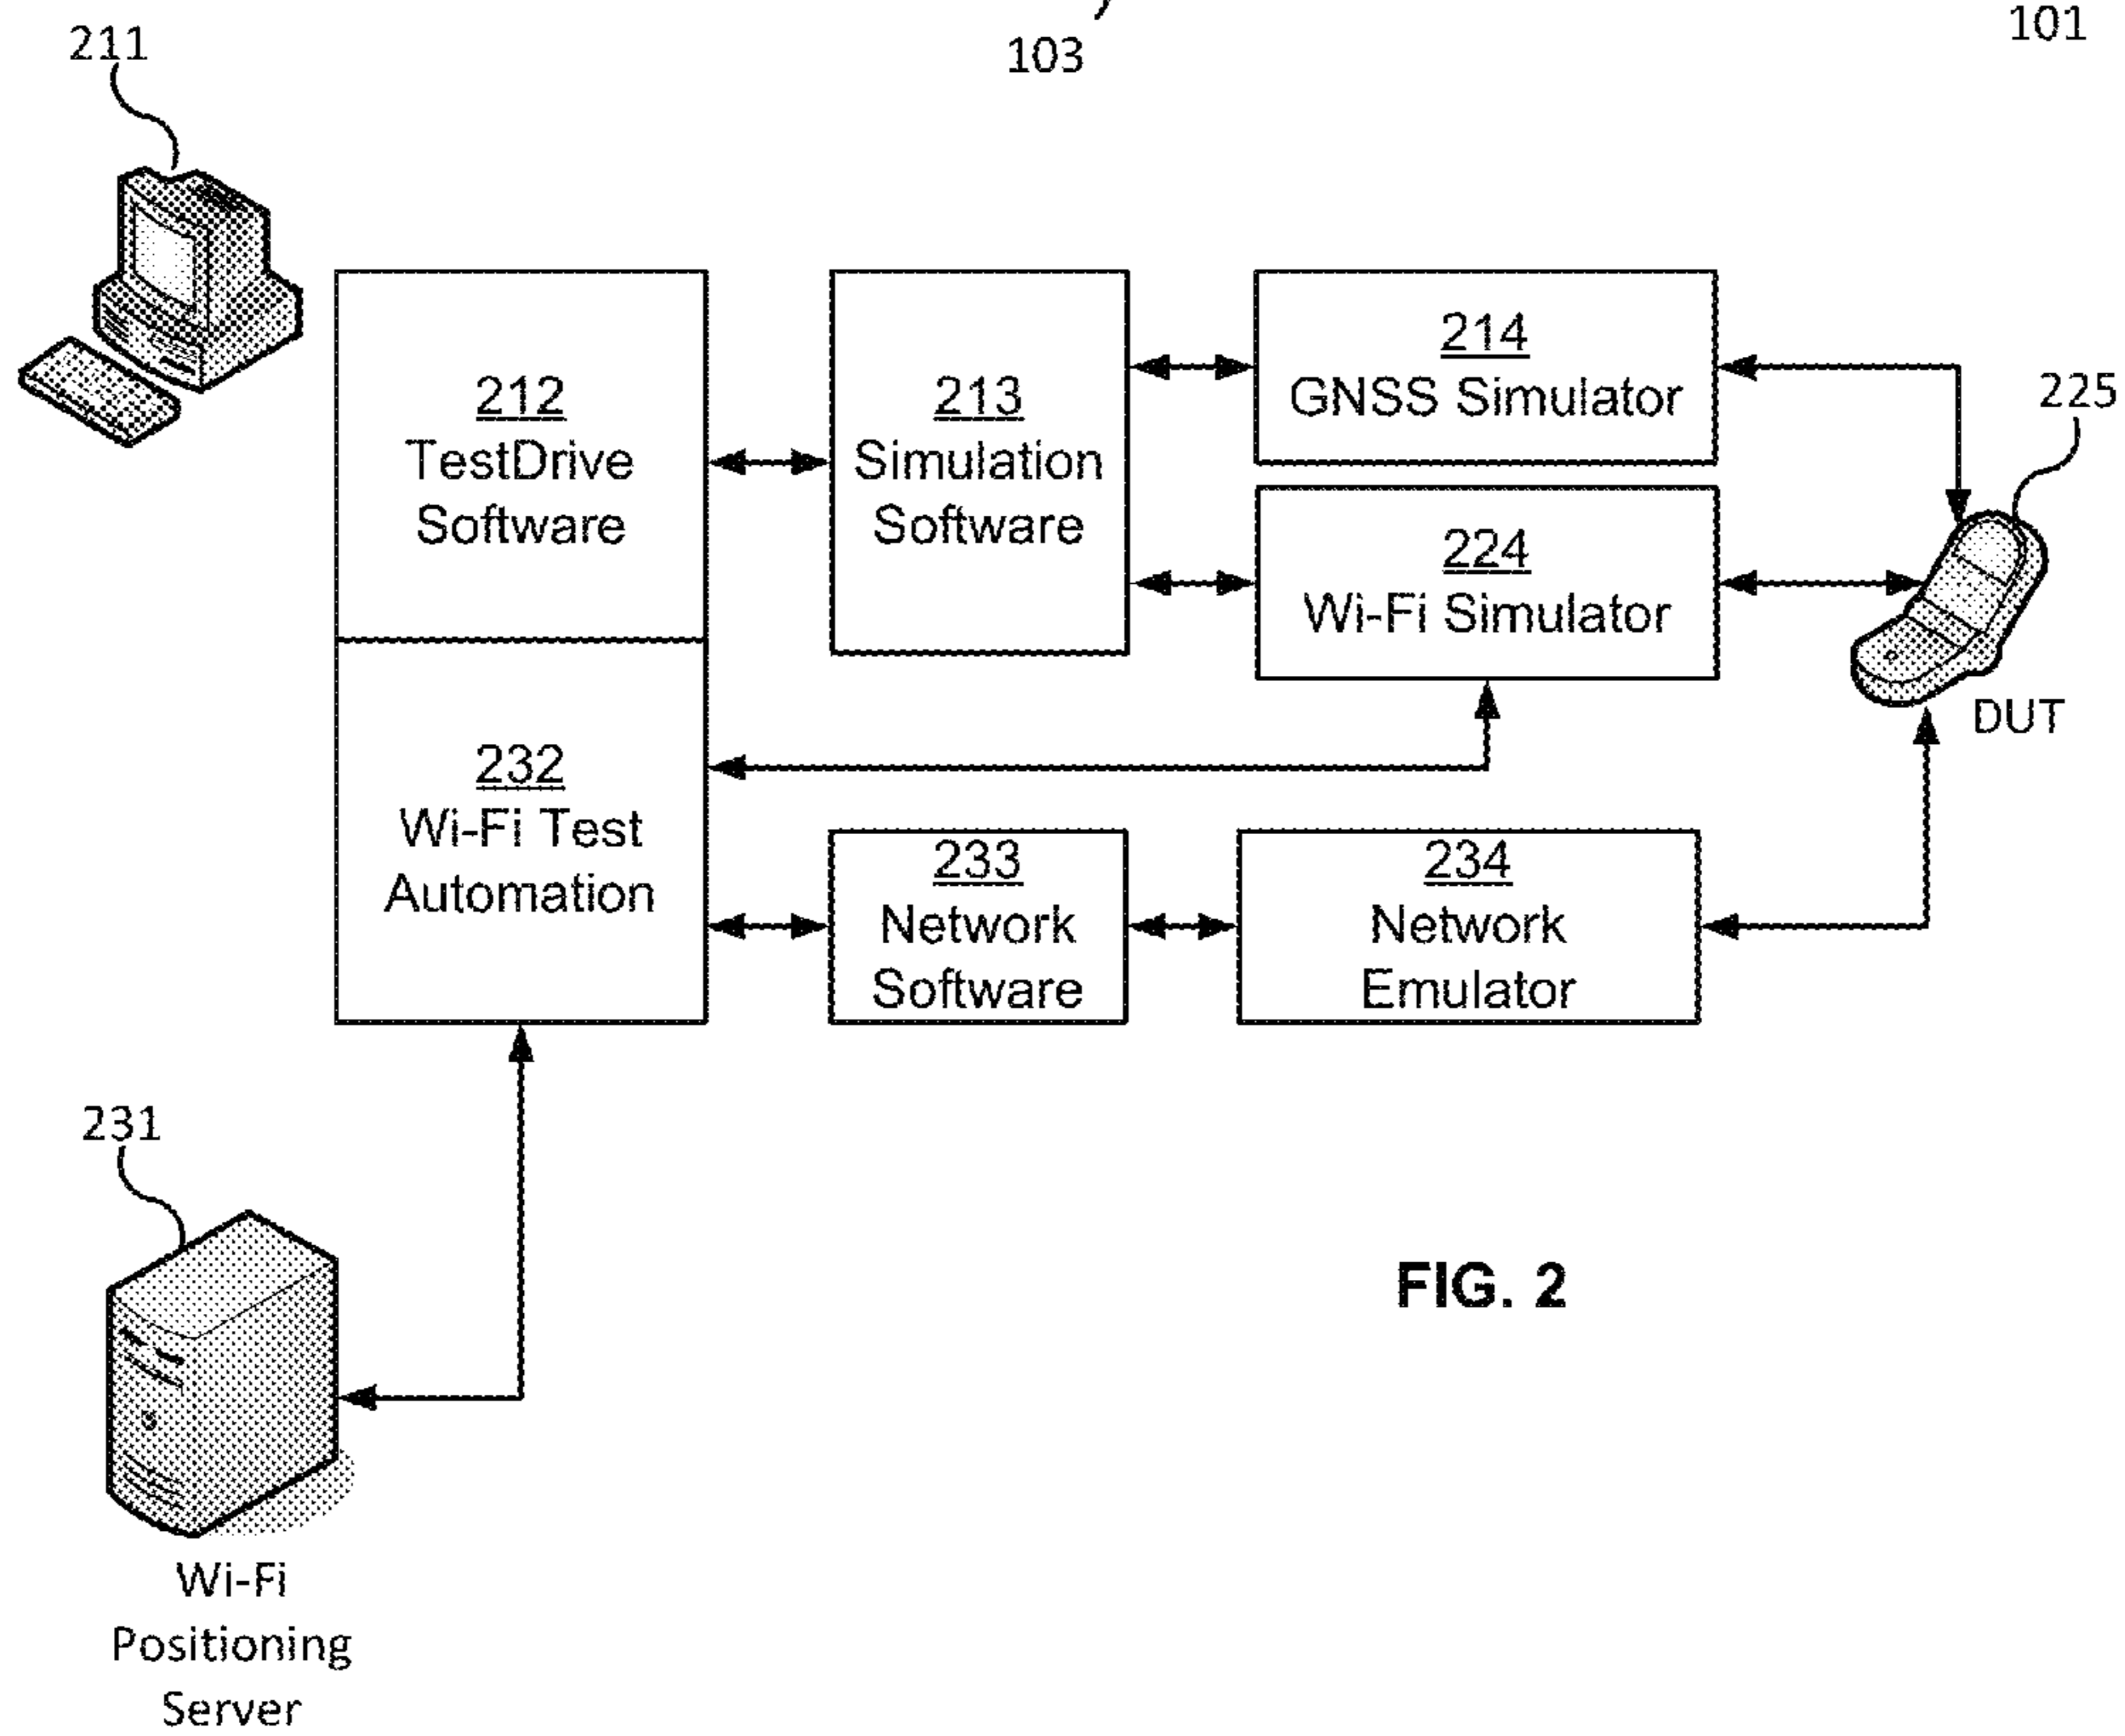 103
101
211
212
TestDrive
Software
213
Simulation
Software
214
GNSS Simulator
224
Wi-Fi Simulator
225
DUT
232
Wi-Fi Test
Automation
233
Network
Software
234
Network
Emulator
231
Wi-Fi
Positioning
Server
FIG. 2